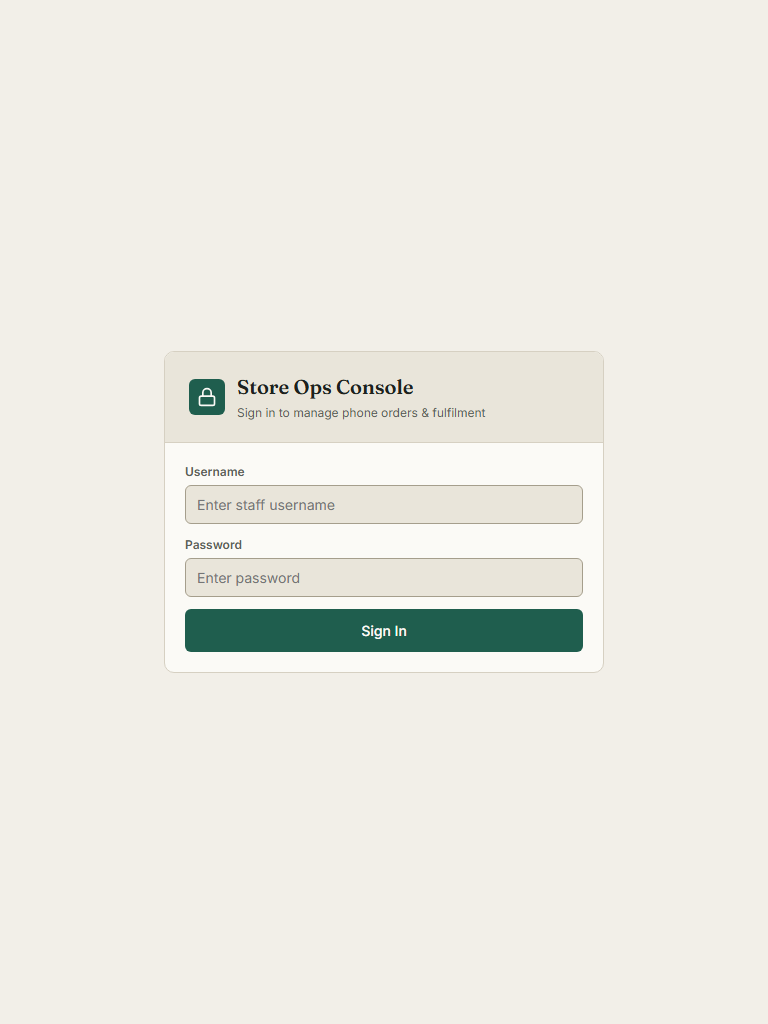 Store Ops Console
Sign in to manage phone orders & fulfilment
Username
Enter staff username
Password
Enter password
Sign In